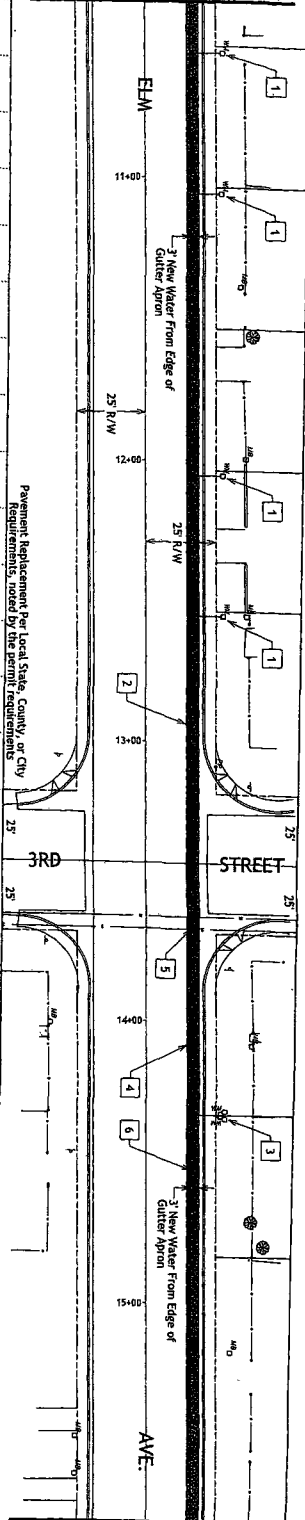 1
1
1
1
ELM
11+00
3' New Water From Edge of
Gutter Apron
25' R/W
12+00
25' R/W
2
13+00
Pavement Replacement Per Local State, County, or City
Requirements, noted by the permit requirements
25'
25'
3RD
STREET
25'
25'
5
14+00
4
3
6
3' New Water From Edge of
Gutter Apron
15+00
AVE.